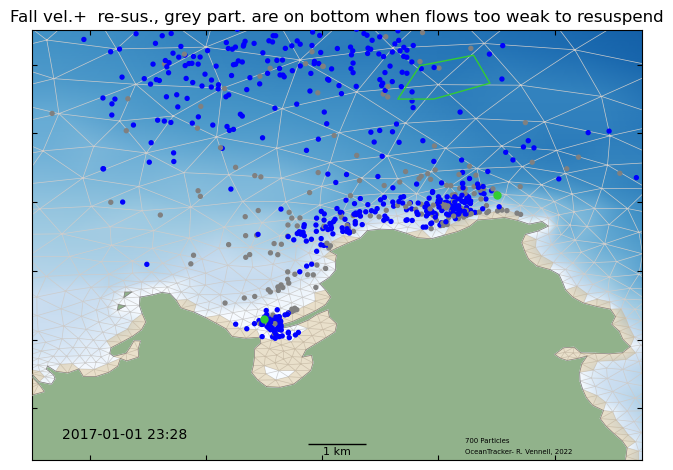 Fall vel.+  re-sus., grey part. are on bottom when flows too weak to resuspend
2017-01-01 23:28
1 km
700 Particles
OceanTracker- R. Vennell, 2022